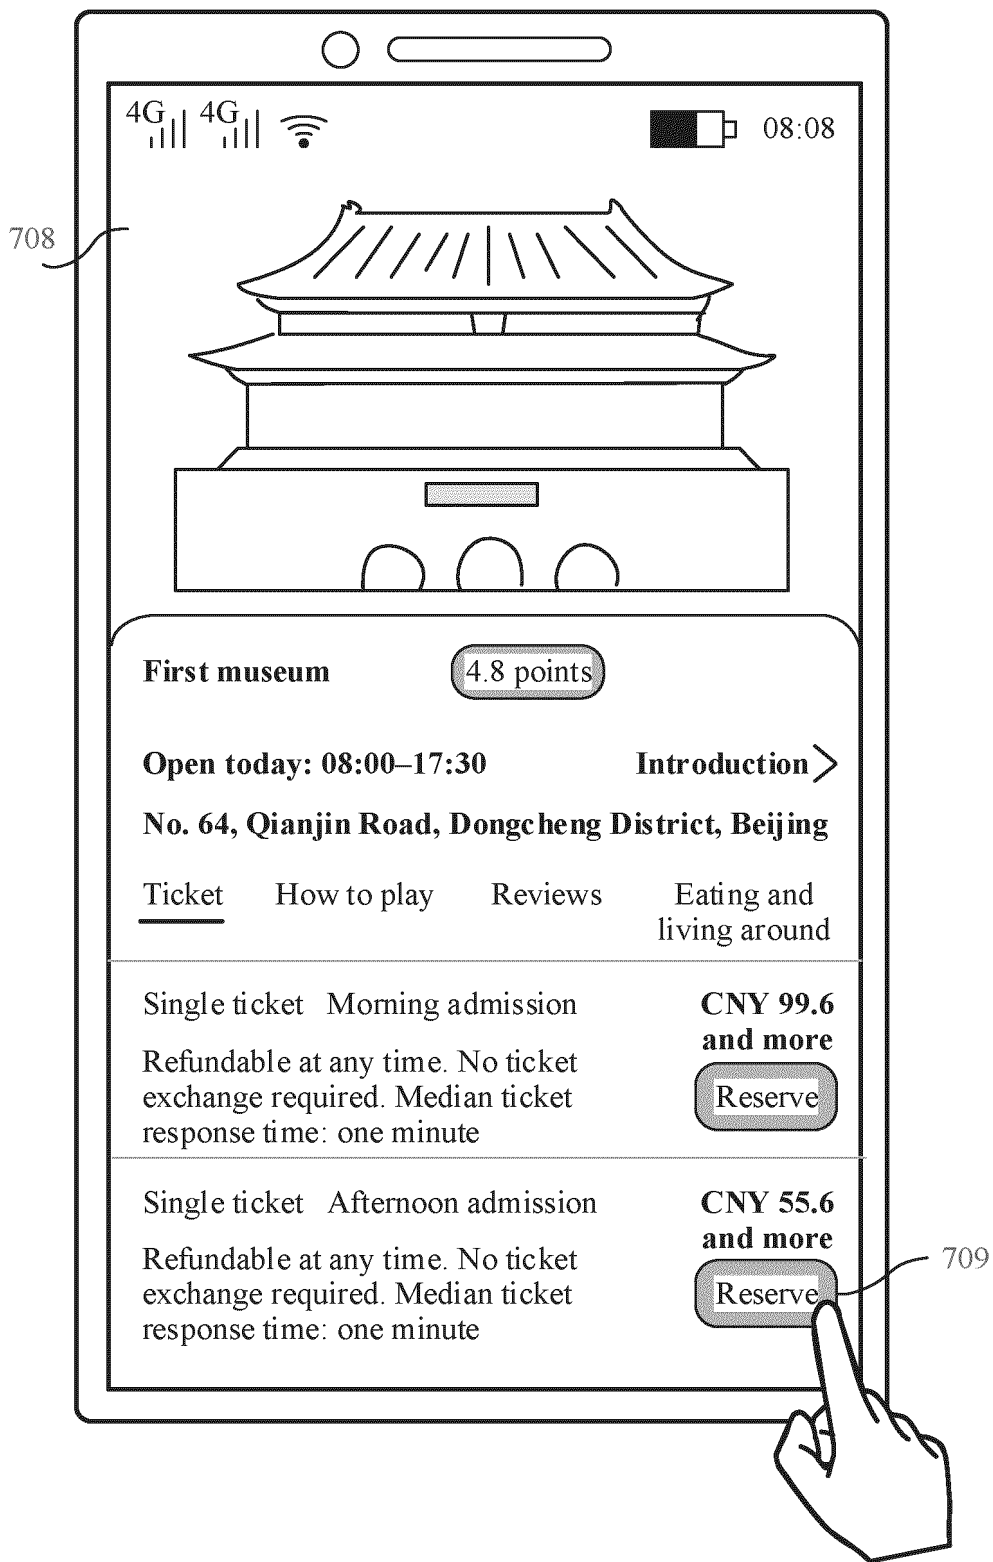 4G 4G 08:08
708
First museum 4.8 points
Open today: 08:00–17:30 Introduction
No. 64, Qianjin Road, Dongcheng District, Beijing
Ticket How to play Reviews Eating and
living around
Single ticket Morning admission CNY 99.6
and more
Refundable at any time. No ticket
exchange required. Median ticket Reserve
response time: one minute
Single ticket Afternoon admission CNY 55.6
and more
Refundable at any time. No ticket 709
exchange required. Median ticket Reserve
response time: one minute